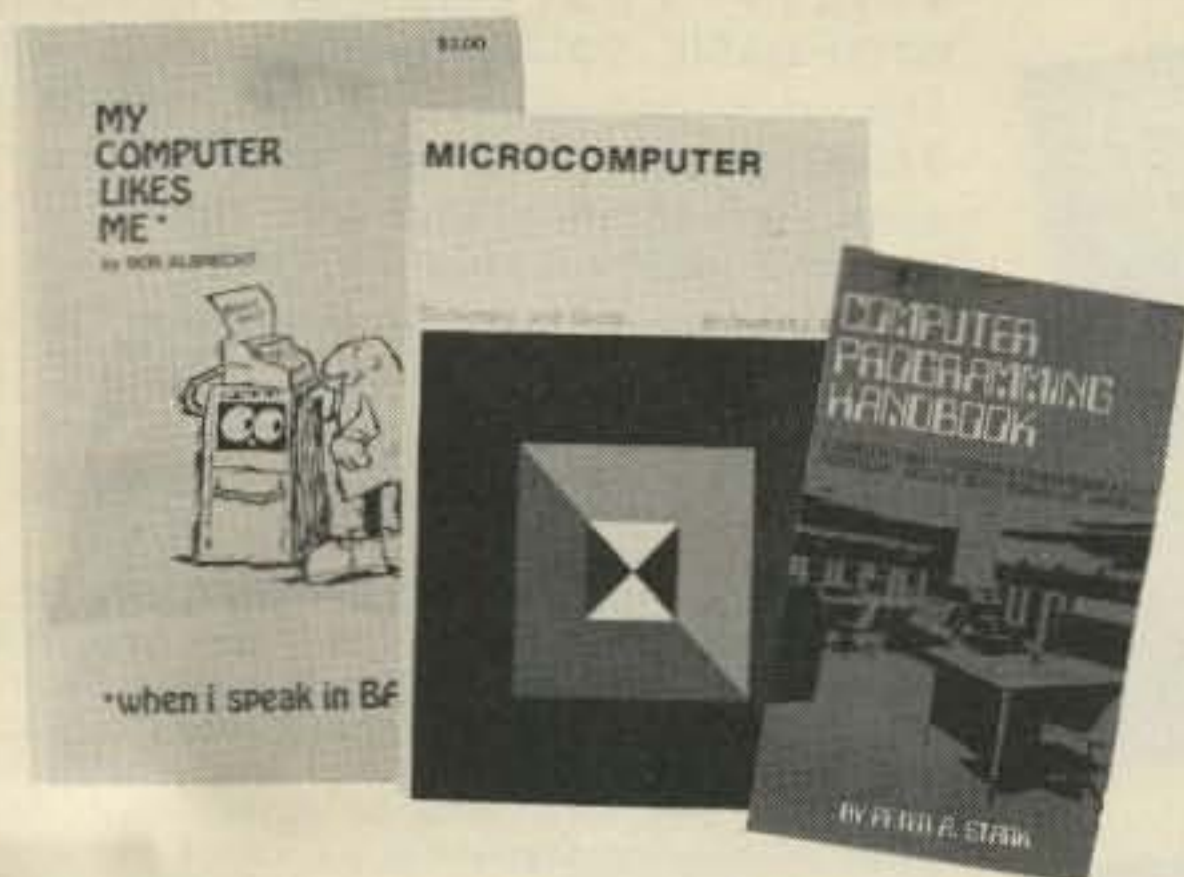 $3.00
MY
COMPUTER
LIKES
ME*
by BOB ALBRECHT
*when i speak in BA
MICROCOMPUTER
COMPUTER
PROGRAMMING
HANDBOOK
BY PETER A. STARK